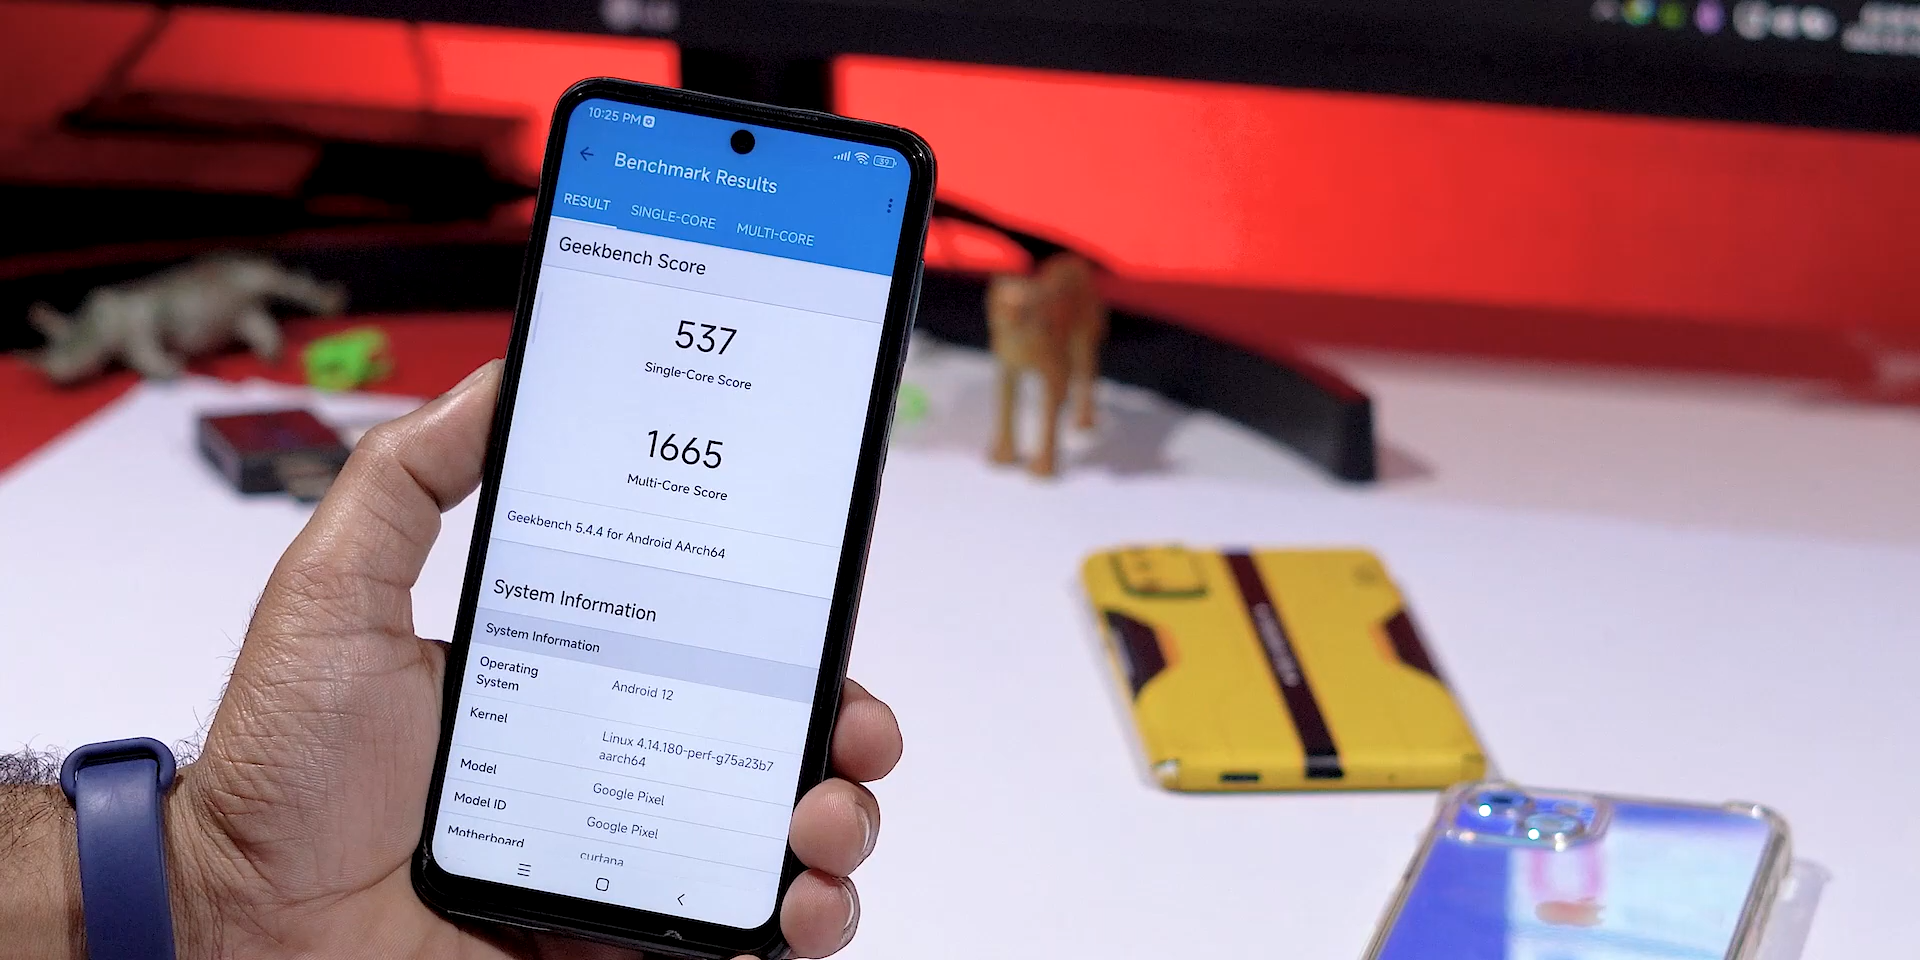 LG
10:25 PM
59
Benchmark Results
RESULT SINGLE-CORE MULTI-CORE
Geekbench Score
537
Single-Core Score
1665
Multi-Core Score
Geekbench 5.4.4 for Android AArch64
System Information
System Information
Operating
System
Android 12
Kernel
Linux 4.14.180-perf-g75a23b7
aarch64
Model
Google Pixel
Model ID
Google Pixel
Motherboard
curtana